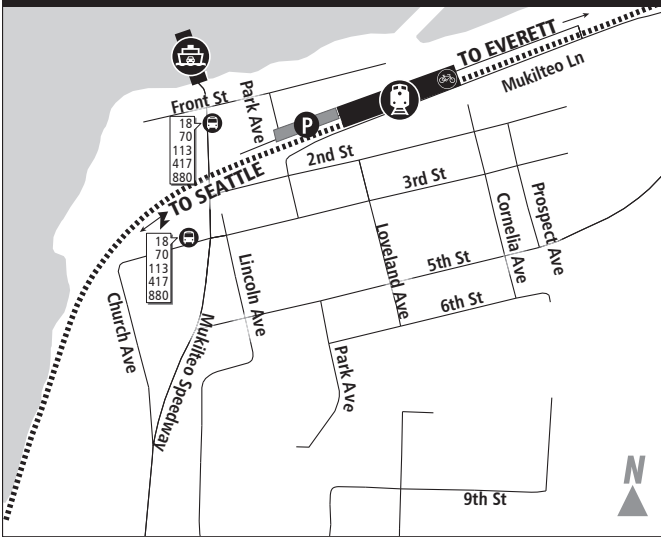 TO EVERETT
Mukilteo Ln
Front St
Park Ave
P
18
70
113
417
880
2nd St
TO SEATTLE
3rd St
18
70
113
417
880
Church Ave
Mukilteo Speedway
Lincoln Ave
Loveland Ave
5th St
6th St
Cornelia Ave
Prospect Ave
Park Ave
9th St
N